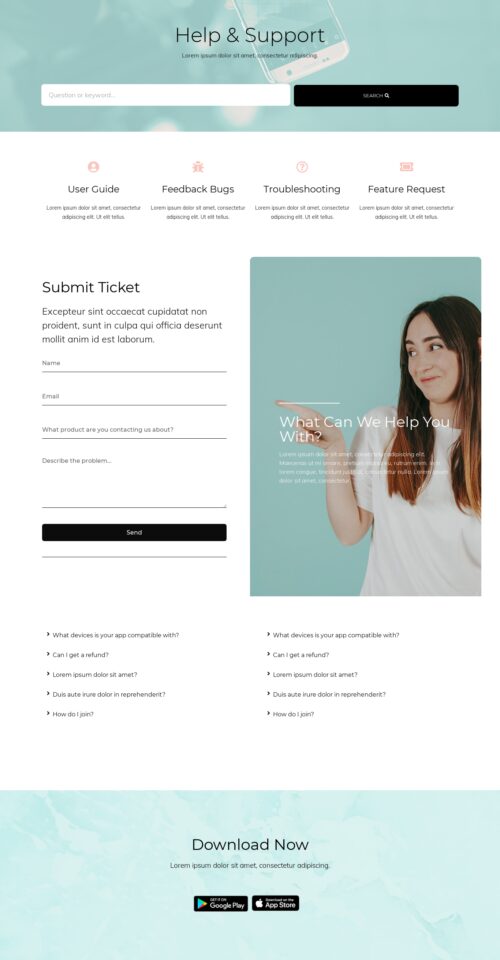 Help & Support
Lorem ipsum dolor sit amet, consectetur adipiscing.
Question or keyword...
SEARCH
User Guide
Lorem ipsum dolor sit amet, consectetur
adipiscing elit. Ut elit tellus.
Feedback Bugs
Lorem ipsum dolor sit amet, consectetur
adipiscing elit. Ut elit tellus.
Troubleshooting
Lorem ipsum dolor sit amet, consectetur
adipiscing elit. Ut elit tellus.
Feature Request
Lorem ipsum dolor sit amet, consectetur
adipiscing elit. Ut elit tellus.
Submit Ticket
Excepteur sint occaecat cupidatat non
proident, sunt in culpa qui officia deserunt
mollit anim id est laborum.
Name
Email
What product are you contacting us about?
Describe the problem...
Send
What Can We Help You
With?
Lorem ipsum dolor sit amet, consectetur adipiscing elit.
Maecenas ut mi ornare, pretium rutrum enim.
lorem congue, tincidunt consectetur nulla. Lorem ipsum
dolor sit amet, consectetur
What devices is your app compatible with?
Can I get a refund?
Lorem ipsum dolor sit amet?
Duis aute irure dolor in reprehenderit?
How do I join?
What devices is your app compatible with?
Can I get a refund?
Lorem ipsum dolor sit amet?
Duis aute irure dolor in reprehenderit?
How do I join?
Download Now
Lorem ipsum dolor sit amet, consectetur adipiscing.
GET IT ON
Google Play
Download on the
App Store